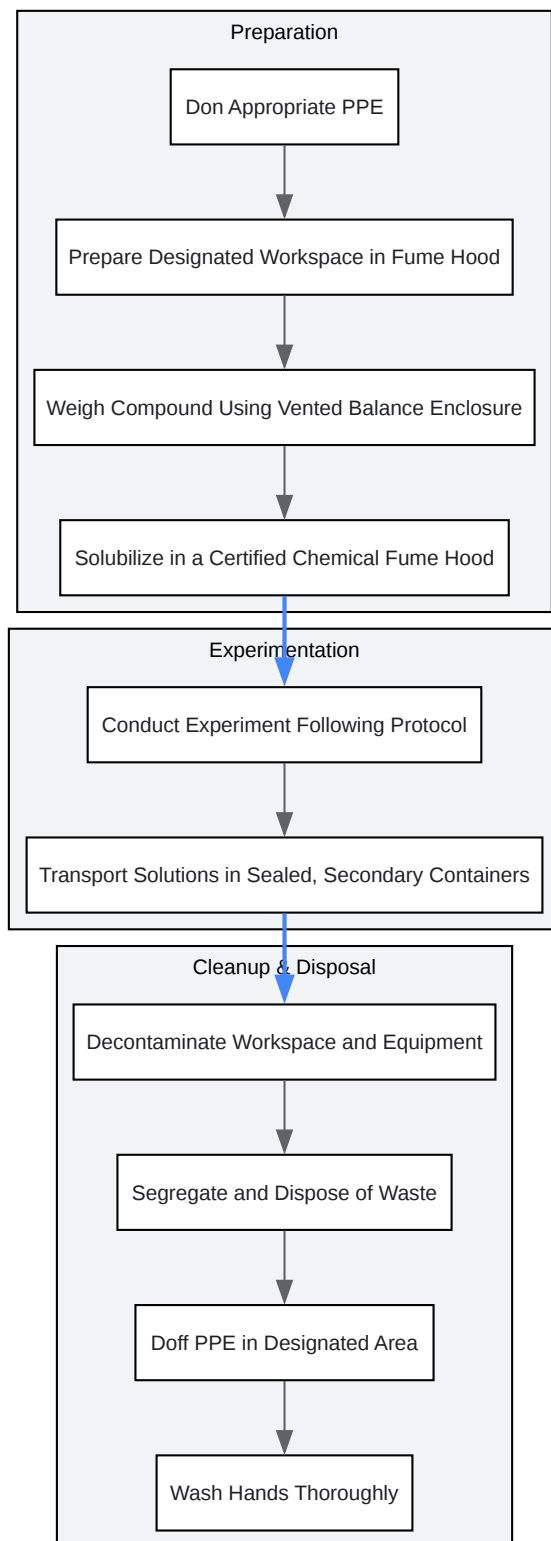 Preparation
Don Appropriate PPE
Prepare Designated Workspace in Fume Hood
Weigh Compound Using Vented Balance Enclosure
Solubilize in a Certified Chemical Fume Hood
Experimentation
Conduct Experiment Following Protocol
Transport Solutions in Sealed, Secondary Containers
Cleanup & Disposal
Decontaminate Workspace and Equipment
Segregate and Dispose of Waste
Doff PPE in Designated Area
Wash Hands Thoroughly